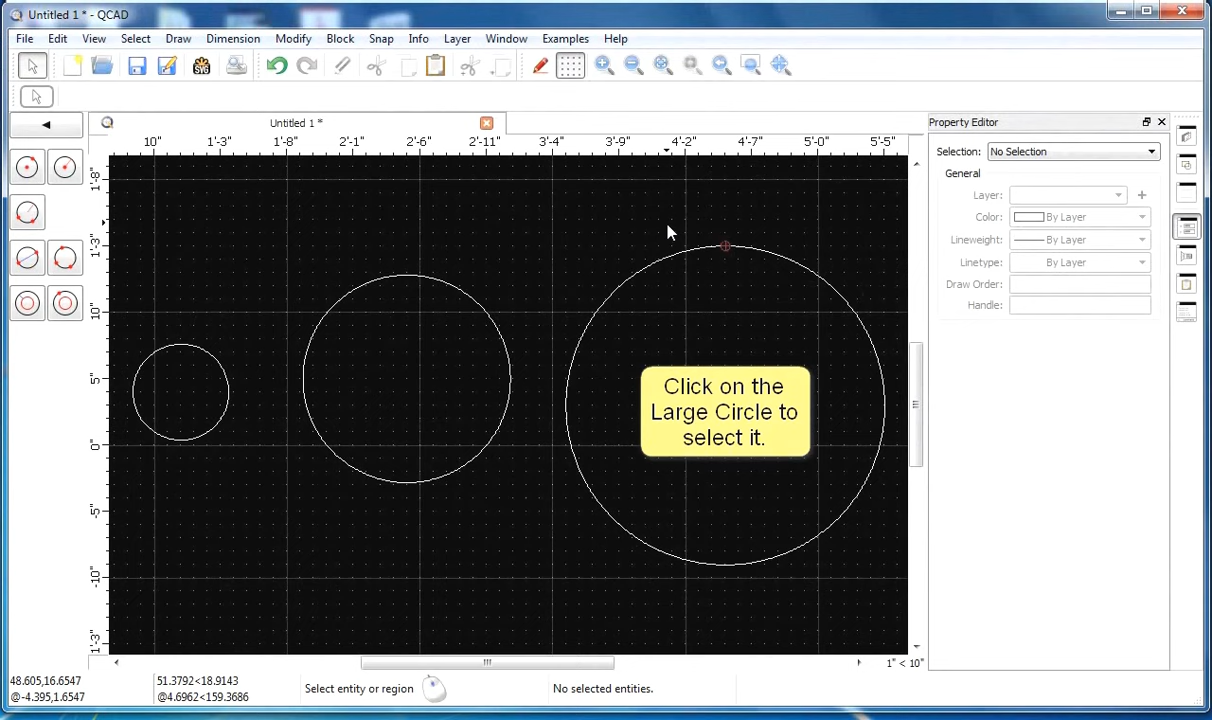 Untitled 1 * - QCAD
File Edit View Select Draw Dimension Modify Block Snap Info Layer Window Examples Help
SVG
Untitled 1 *
10" 1'-3" 1'-8" 2'-1" 2'-6" 2'-11" 3'-4" 3'-9" 4'-2" 4'-7" 5'-0" 5'-5"
1'-8"
1'-3"
10"
5"
0"
-5"
-10"
1'-3
Click on the
Large Circle to
select it.
1" < 10"
Property Editor
Selection: No Selection
General
Layer:
Color: By Layer
Lineweight: By Layer
Linetype: By Layer
Draw Order:
Handle:
48.605,16.6547
@-4.395,1.6547
51.3792<18.9143
@4.6962<159.3686
Select entity or region
No selected entities.